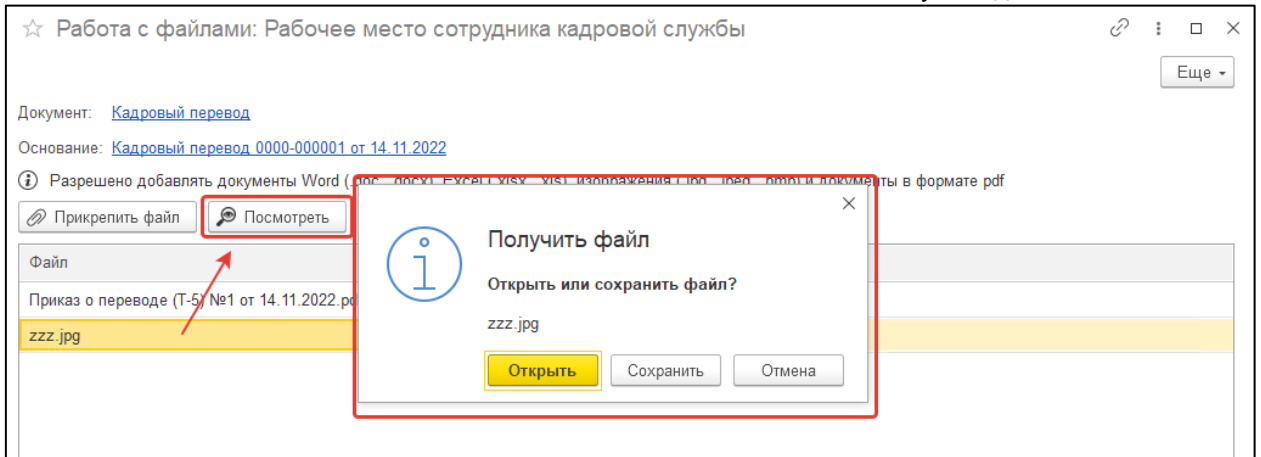 Работа с файлами: Рабочее место сотрудника кадровой службы
Еще
Документ: Кадровый перевод
Основание: Кадровый перевод 0000-000001 от 14.11.2022
Разрешено добавлять документы Word (.doc, .docx), Excel (.xlsx, .xls), изображения (.jpg, .jpeg, .bmp) и документы в формате pdf
Прикрепить файл Посмотреть
Файл
Приказ о переводе (Т-5) №1 от 14.11.2022.pd
zzz.jpg
Получить файл
Открыть или сохранить файл?
zzz.jpg
Открыть Сохранить Отмена